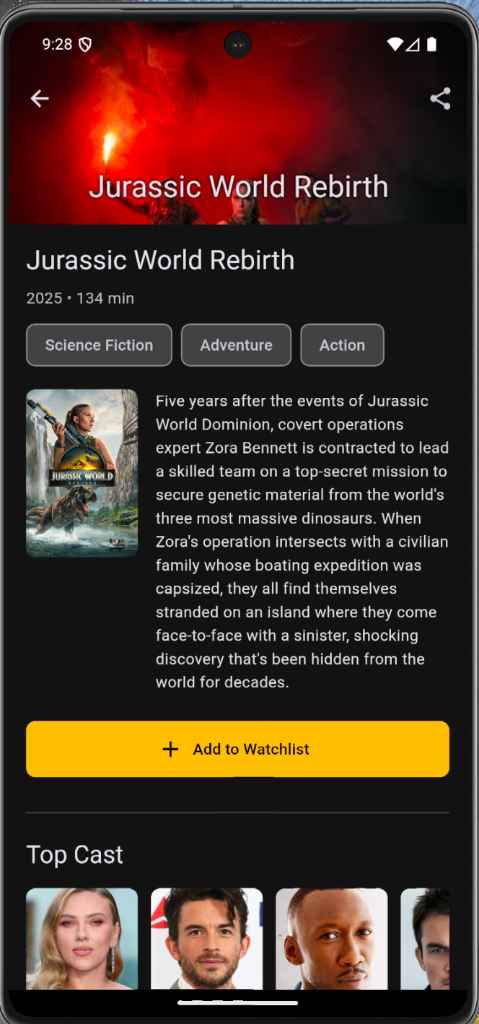 9:28
Jurassic World Rebirth
Jurassic World Rebirth
2025 • 134 min
Science Fiction
Adventure
Action
JURASSIC WORLD
Five years after the events of Jurassic
World Dominion, covert operations
expert Zora Bennett is contracted to lead
a skilled team on a top-secret mission to
secure genetic material from the world's
three most massive dinosaurs. When
Zora's operation intersects with a civilian
family whose boating expedition was
capsized, they all find themselves
stranded on an island where they come
face-to-face with a sinister, shocking
discovery that's been hidden from the
world for decades.
Add to Watchlist
Top Cast